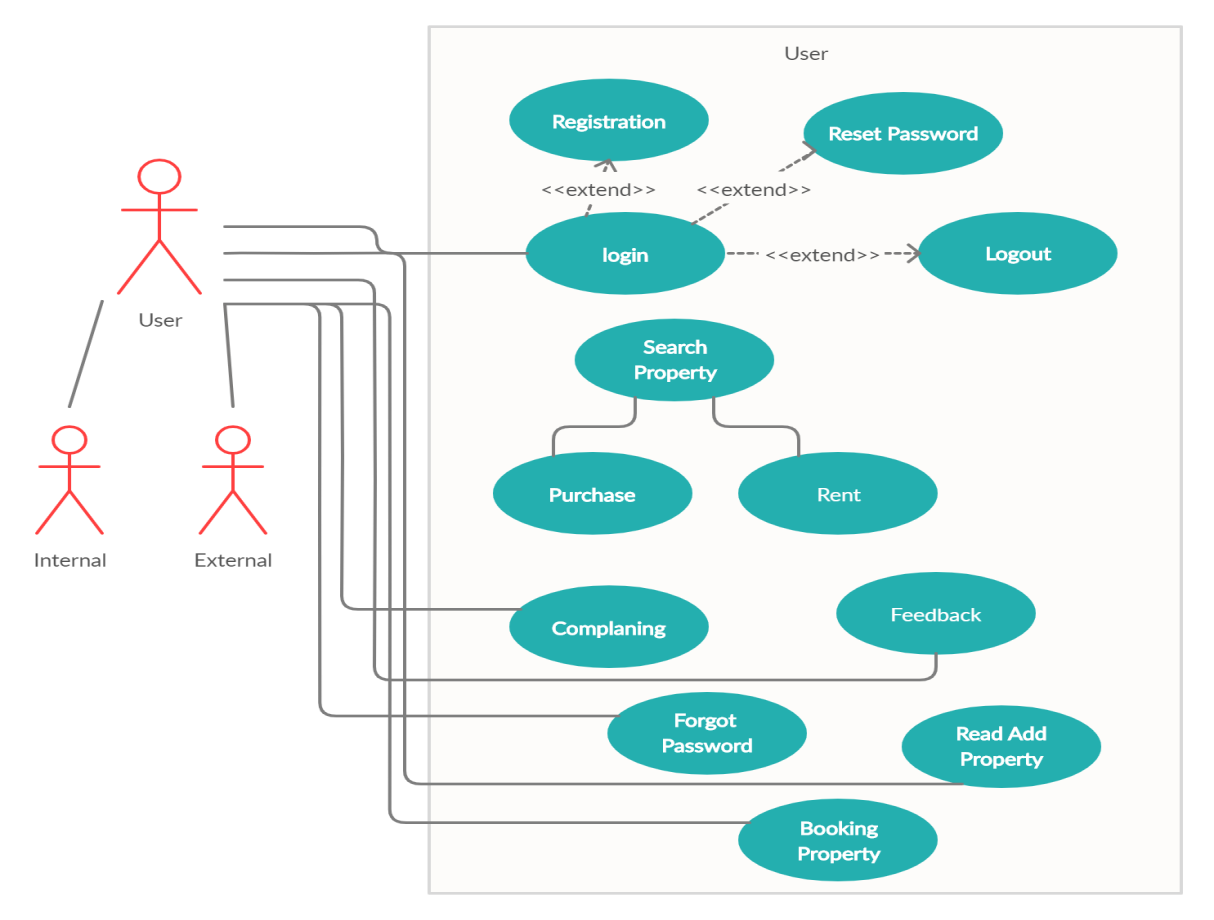 User
Registration
Reset Password
<<extend>>
<<extend>>
login
<<extend>>
Logout
User
Search
Property
Purchase
Rent
Internal
External
Complaning
Feedback
Forgot
Password
Read Add
Property
Booking
Property